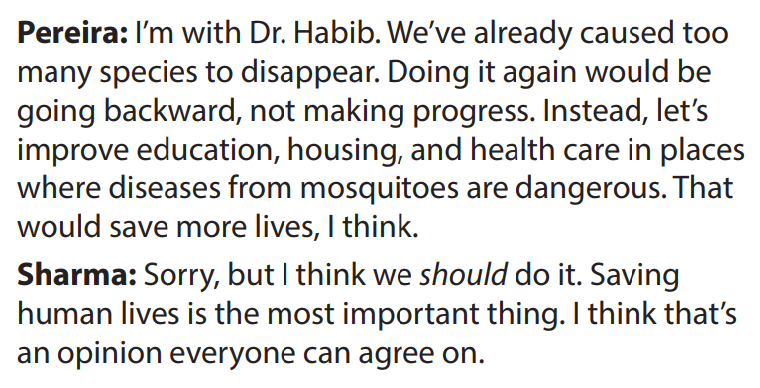 Pereira: I’m with Dr. Habib. We’ve already caused too
many species to disappear. Doing it again would be
going backward, not making progress. Instead, let’s
improve education, housing, and health care in places
where diseases from mosquitoes are dangerous. That
would save more lives, I think.
Sharma: Sorry, but I think we should do it. Saving
human lives is the most important thing. I think that’s
an opinion everyone can agree on.